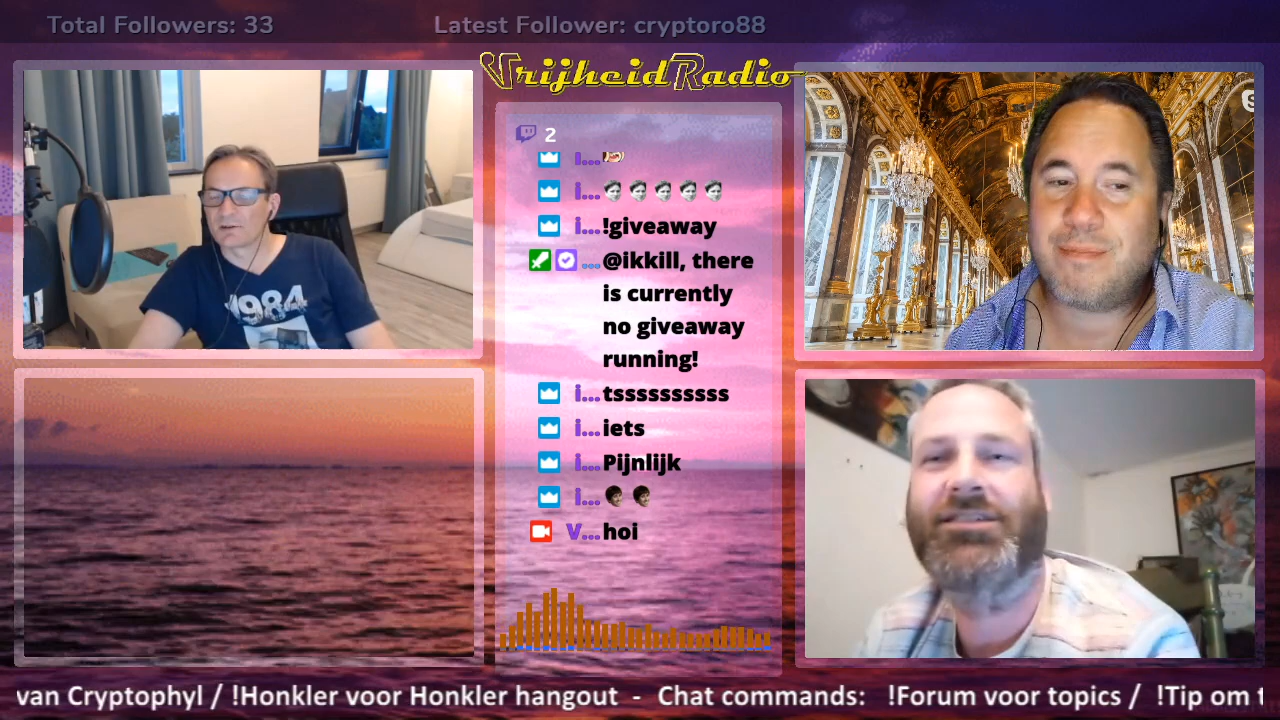 Total Followers: 33
Latest Follower: cryptoro88
VrijheidRadio
2
i...
i...
i...!giveaway
...@ikkill, there
is currently
no giveaway
running!
i...tssssssssss
i...iets
i...Pijnlijk
i...
V...hoi
1984
van Cryptophyl / !Honkler voor Honkler hangout - Chat commands: !Forum voor topics / !Tip om